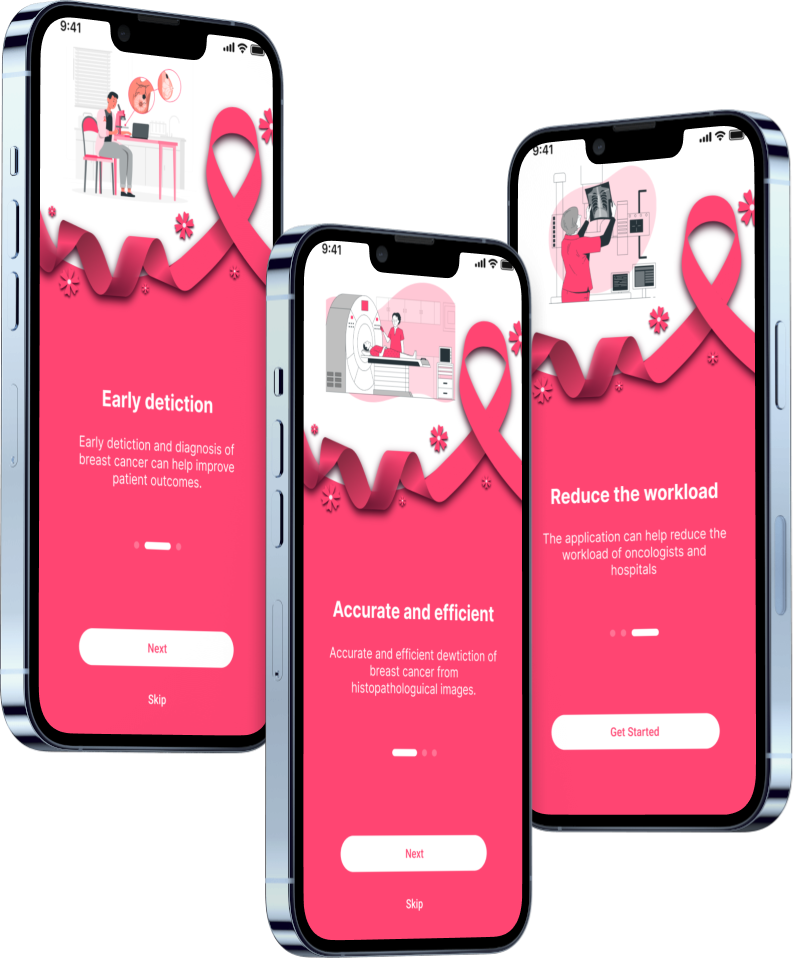 9:41
Early detiction
Early detiction and diagnosis of
breast cancer can help improve
patient outcomes.
Next
Skip
9:41
Accurate and efficient
Accurate and efficient dewtiction of
breast cancer from
histopathologuical images.
Next
Skip
9:41
Reduce the workload
The application can help reduce the
workload of oncologists and
hospitals
Get Started